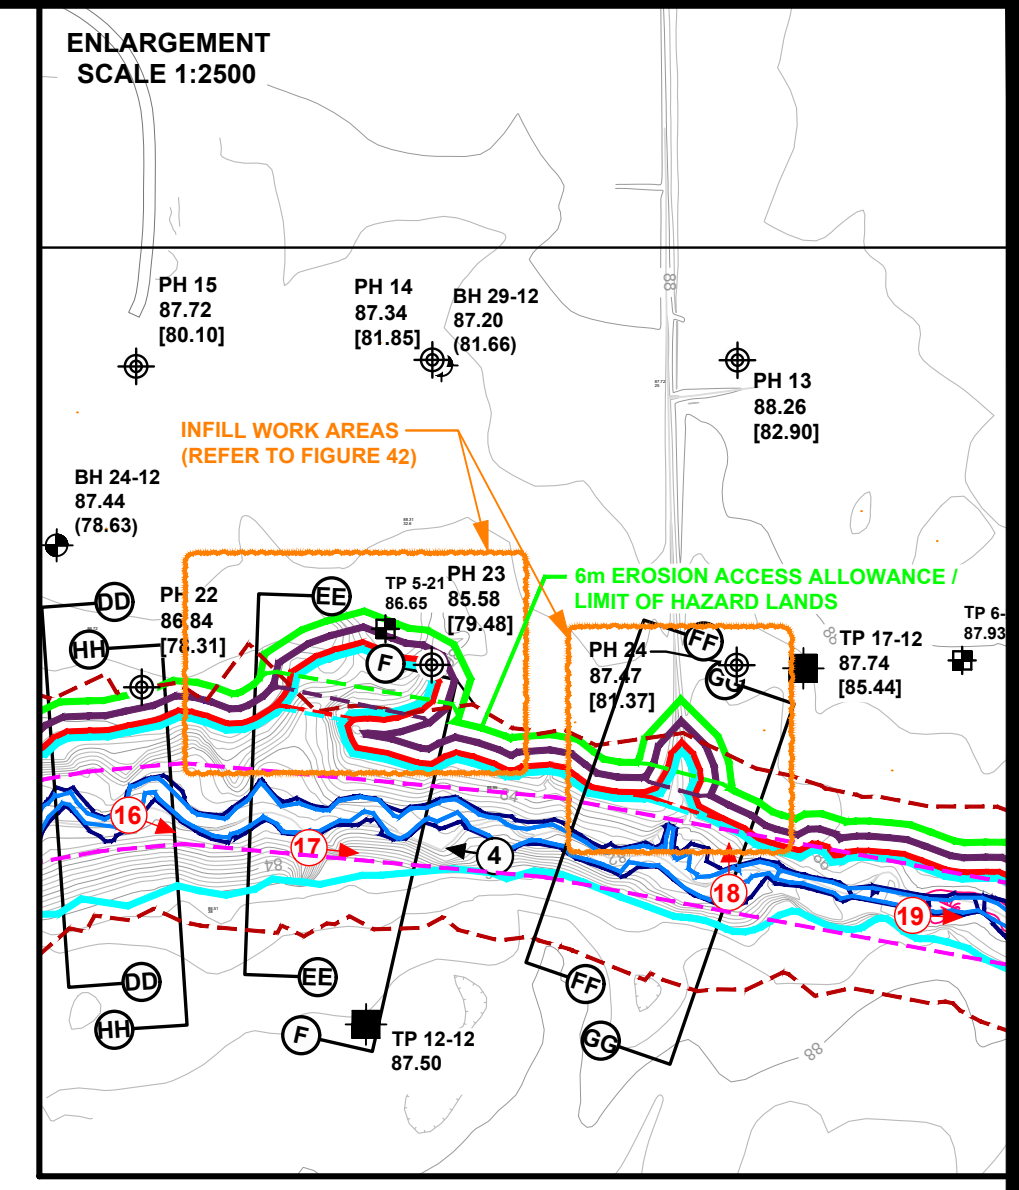 ENLARGEMENT
SCALE 1:2500
88
PH 15
87.72
[80.10]
PH 14
87.34
[81.85]
BH 29-12
87.20
(81.66)
PH 13
88.26
[82.90]
INFILL WORK AREAS
(REFER TO FIGURE 42)
BH 24-12
87.44
(78.63)
DD
HH
PH 22
86.84
[78.31]
EE
TP 5-21
86.65
PH 23
85.58
[79.48]
F
6m EROSION ACCESS ALLOWANCE /
LIMIT OF HAZARD LANDS
PH 24
87.47
[81.37]
FF
GG
88
TP 17-12
87.74
[85.44]
TP 6-
87.93
84
16
17
4
84
82
86
18
19
DD
HH
EE
F
TP 12-12
87.50
FF
GG
88